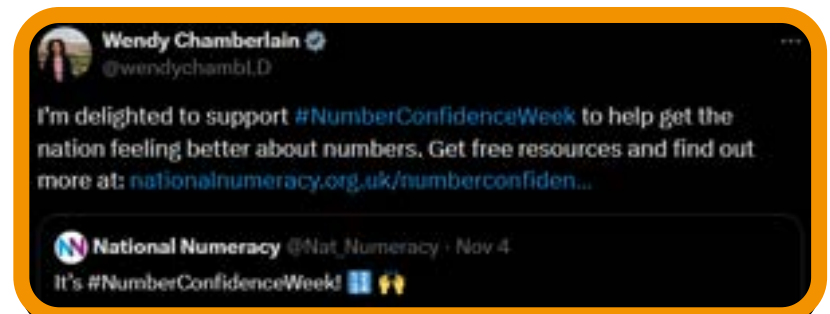 Wendy Chamberlain
@wendychambLD
I'm delighted to support #NumberConfidenceWeek to help get the
nation feeling better about numbers. Get free resources and find out
more at: nationalnumeracy.org.uk/numberconfiden...
National Numeracy @Nat_Numeracy · Nov 4
It's #NumberConfidenceWeek! 🔢 🙌